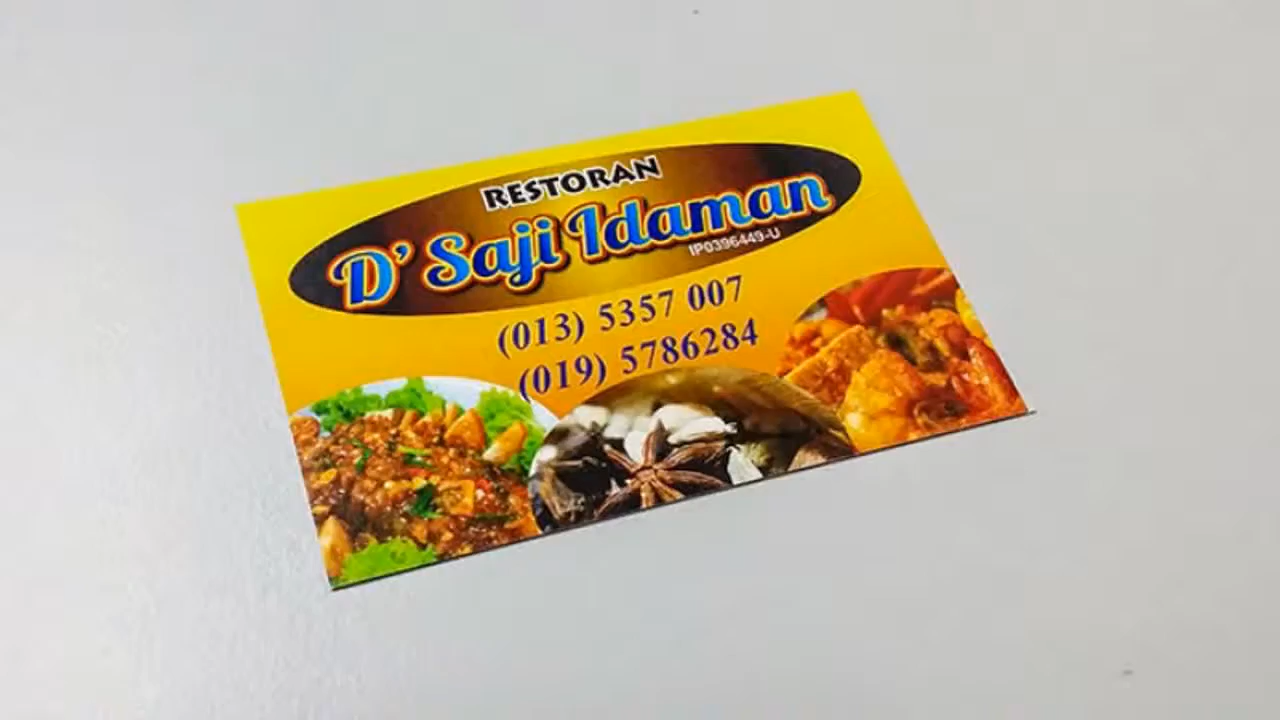 RESTORAN
D' Saji Idaman
IP0396449-U
(013) 5357 007
(019) 5786284